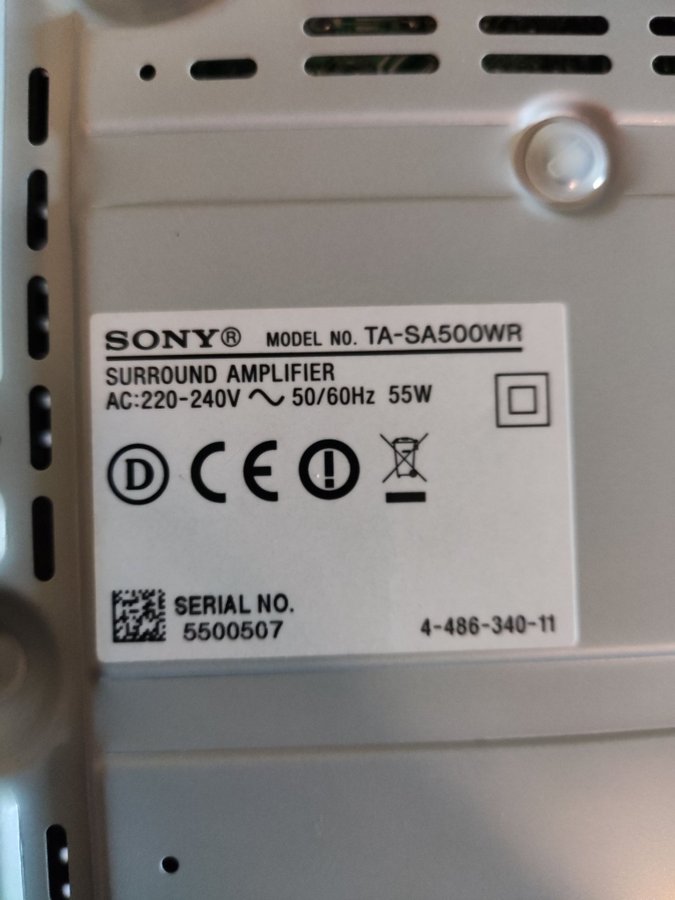 SONY® MODEL NO. TA-SA500WR
SURROUND AMPLIFIER
AC:220-240V ～ 50/60Hz 55W
D CE
SERIAL NO.
5500507
4-486-340-11